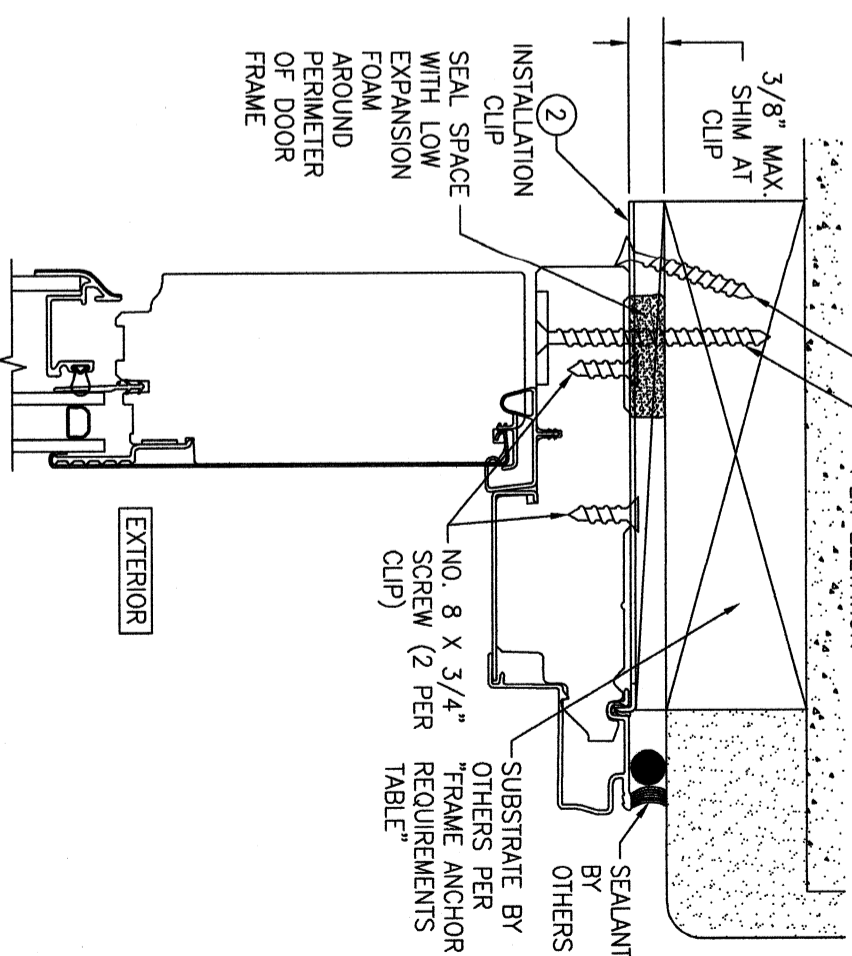 3/8" MAX.
SHIM AT
CLIP
2
INSTALLATION
CLIP
SEAL SPACE
WITH LOW
EXPANSION
FOAM
AROUND
PERIMETER
OF DOOR
FRAME
EXTERIOR
NO. 8 X 3/4"
SCREW (2 PER
CLIP)
SUBSTRATE BY
OTHERS PER
"FRAME ANCHOR
REQUIREMENTS
TABLE"
SEALANT
BY
OTHERS